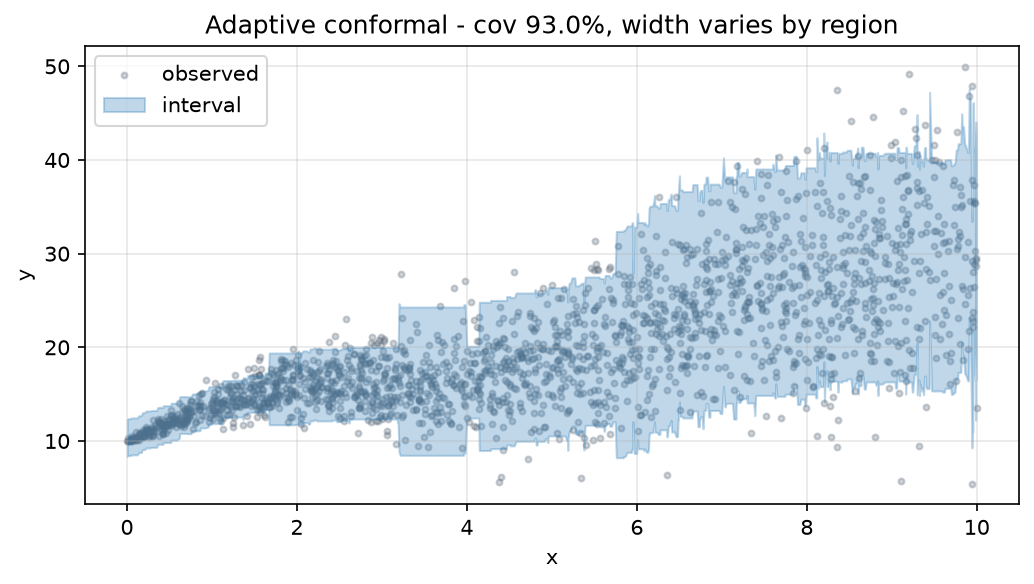 Adaptive conformal - cov 93.0%, width varies by region
observed
interval
50
40
30
20
10
y
0 2 4 6 8 10
x